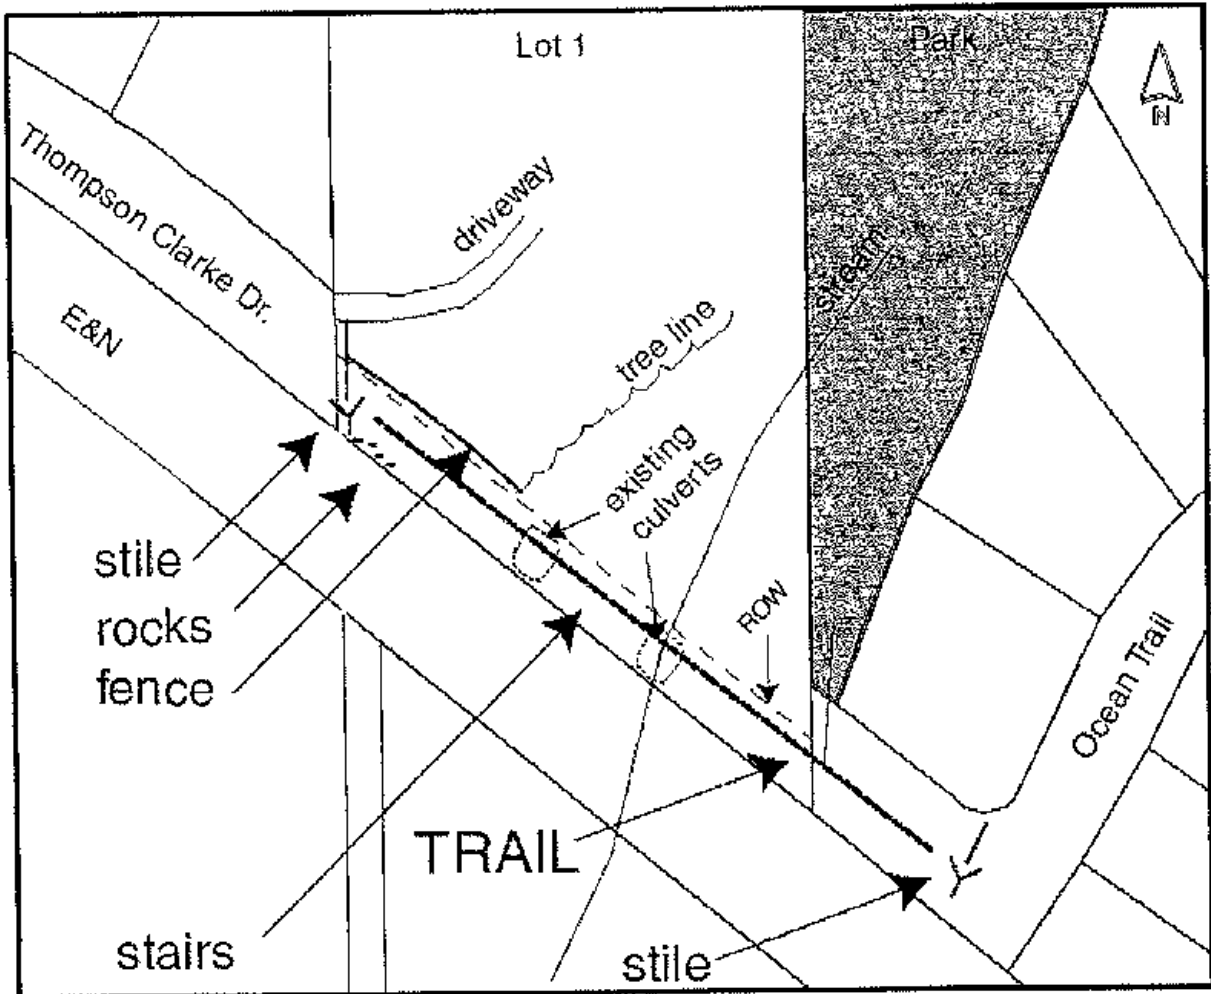 Lot 1
Park
N
Thompson Clarke Dr.
driveway
E&N
stream
tree line
existing
culverts
stile
rocks
fence
ROW
Ocean Trail
TRAIL
stairs
stile